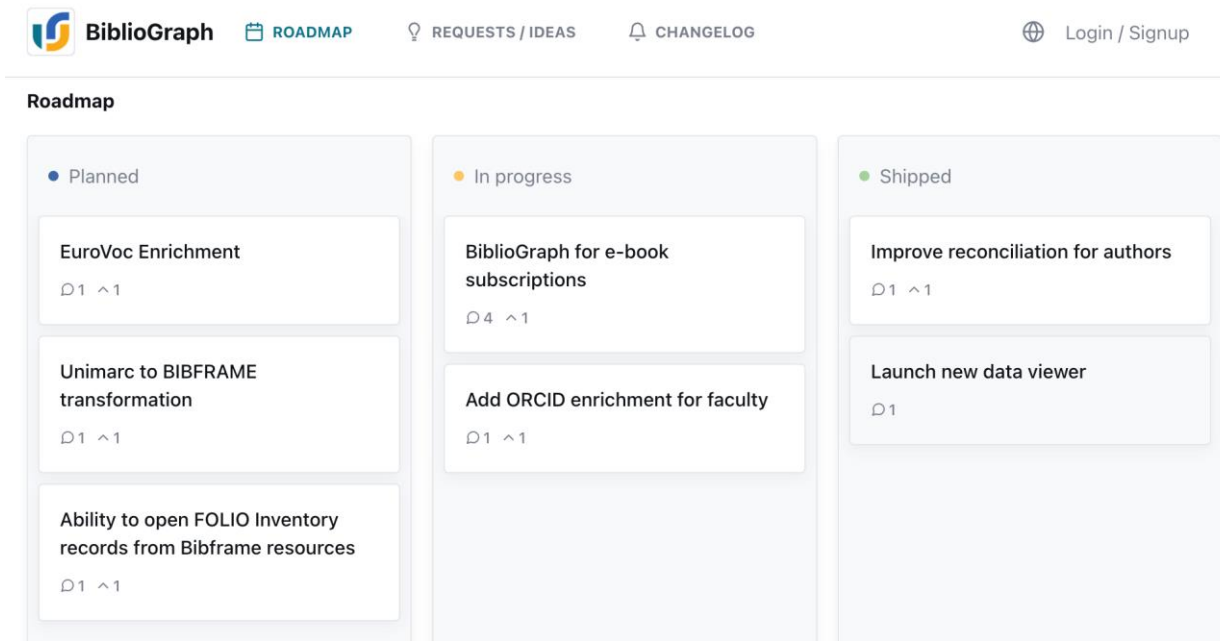 BiblioGraph ROADMAP REQUESTS / IDEAS CHANGELOG Login / Signup
Roadmap
Planned
EuroVoc Enrichment
1 1
Unimarc to BIBFRAME
transformation
1 1
Ability to open FOLIO Inventory
records from Bibframe resources
1 1
In progress
BiblioGraph for e-book
subscriptions
4 1
Add ORCID enrichment for faculty
1 1
Shipped
Improve reconciliation for authors
1 1
Launch new data viewer
1